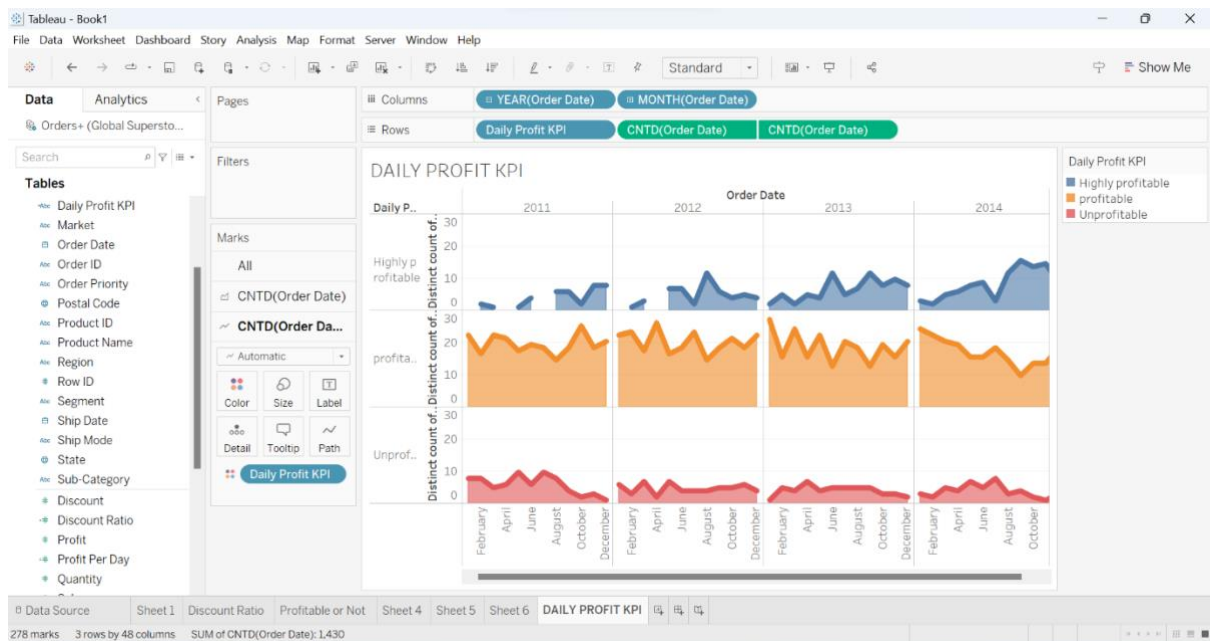 Tableau - Book1
File Data Worksheet Dashboard Story Analysis Map Format Server Window Help
Standard
Show Me
Data Analytics
Orders+ (Global Supersto...
Search
Tables
Abc Daily Profit KPI
Abc Market
Order Date
Abc Order ID
Abc Order Priority
Postal Code
Abc Product ID
Abc Product Name
Abc Region
# Row ID
Abc Segment
Ship Date
Abc Ship Mode
State
Abc Sub-Category
# Discount
# Discount Ratio
# Profit
# Profit Per Day
# Quantity
Pages
Filters
Marks
All
CNTD(Order Date)
CNTD(Order Da...
Automatic
Color Size Label
Detail Tooltip Path
Daily Profit KPI
Columns YEAR(Order Date) MONTH(Order Date)
Rows Daily Profit KPI CNTD(Order Date) CNTD(Order Date)
DAILY PROFIT KPI
Order Date
Daily P.. 2011 2012 2013 2014
Highly p
rofitable
Distinct count of..
30
20
10
0
profita..
Distinct count of..
30
20
10
0
Unprof..
Distinct count of..
30
20
10
0
February April June August October December February April June August October December February April June August October December February April June August October
Daily Profit KPI
Highly profitable
profitable
Unprofitable
Data Source Sheet 1 Discount Ratio Profitable or Not Sheet 4 Sheet 5 Sheet 6 DAILY PROFIT KPI
278 marks 3 rows by 48 columns SUM of CNTD(Order Date): 1,430